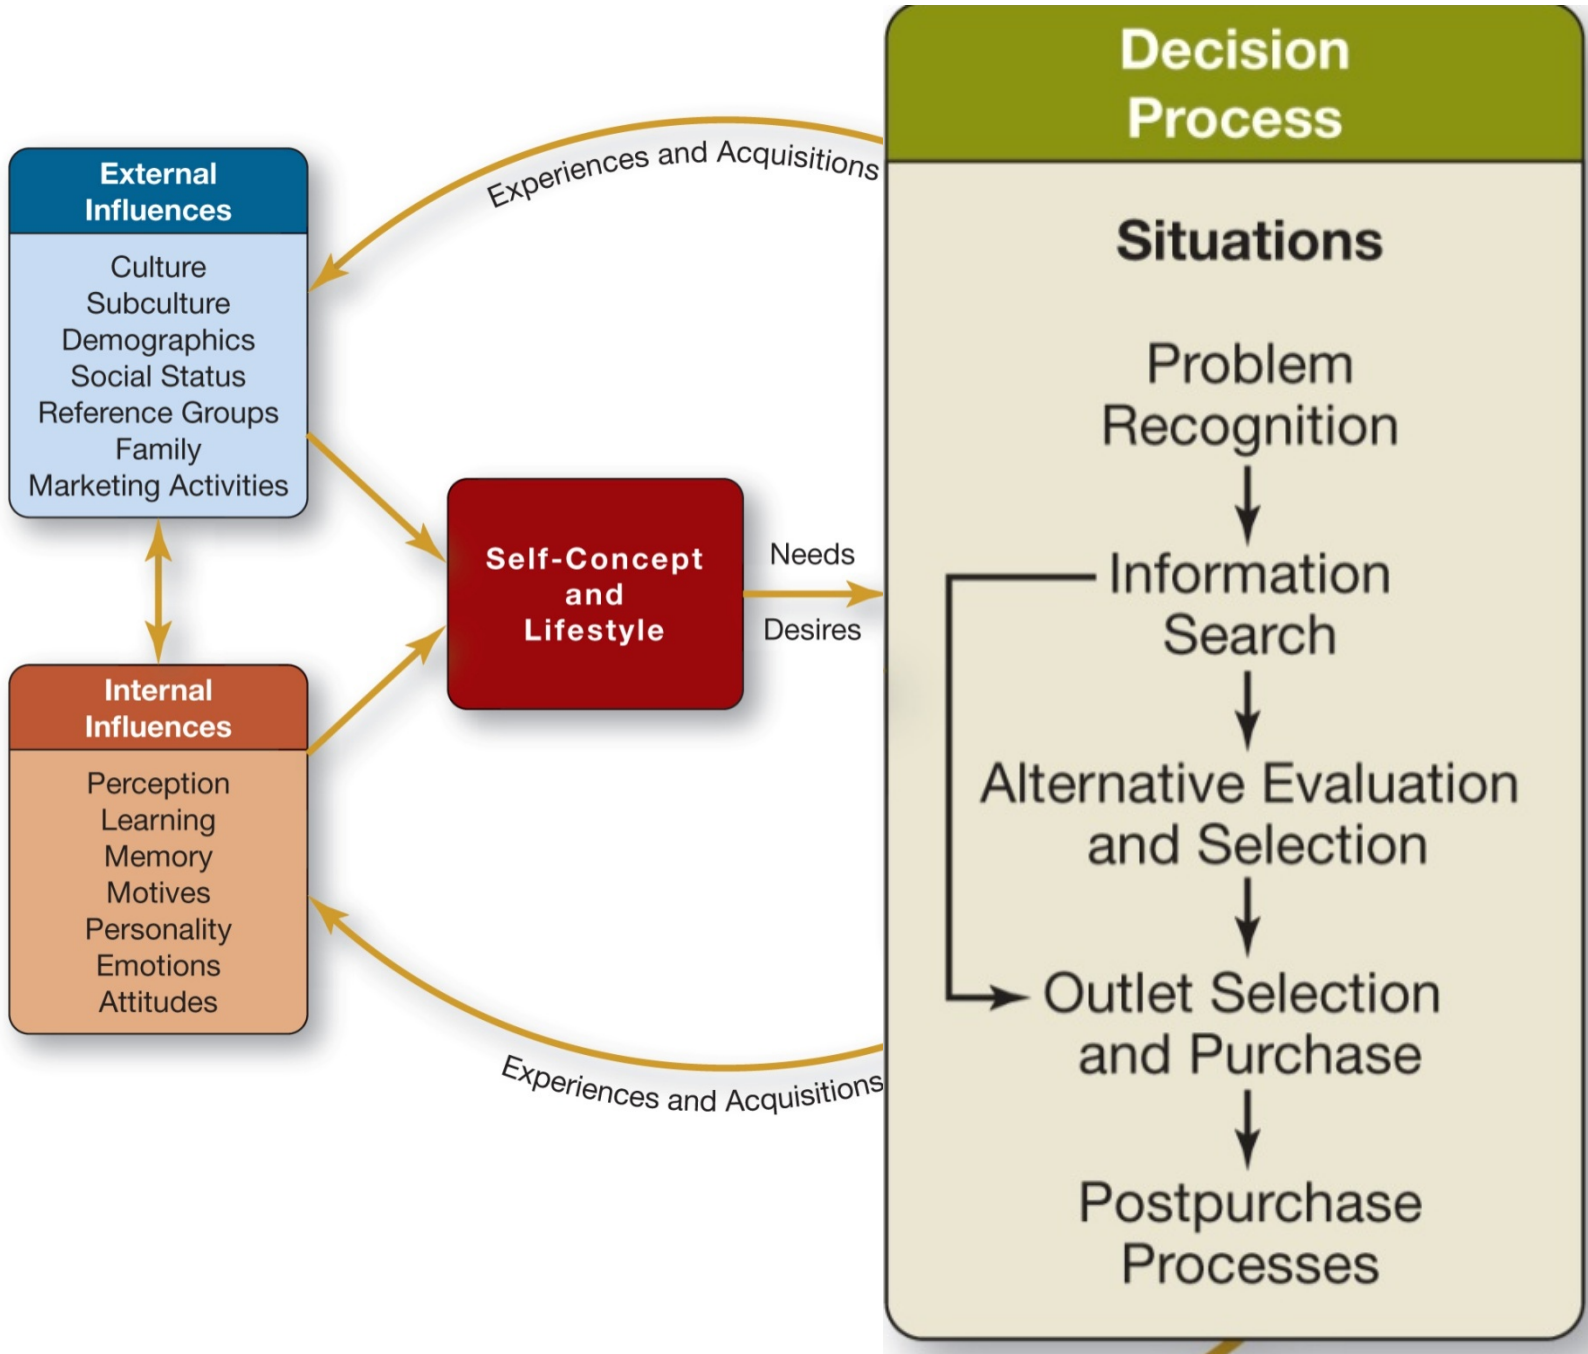 External
Influences
Culture
Subculture
Demographics
Social Status
Reference Groups
Family
Marketing Activities
Internal
Influences
Perception
Learning
Memory
Motives
Personality
Emotions
Attitudes
Experiences and Acquisitions
Self-Concept
and
Lifestyle
Needs
Desires
Experiences and Acquisitions
Decision
Process
Situations
Problem
Recognition
Information
Search
Alternative Evaluation
and Selection
Outlet Selection
and Purchase
Postpurchase
Processes